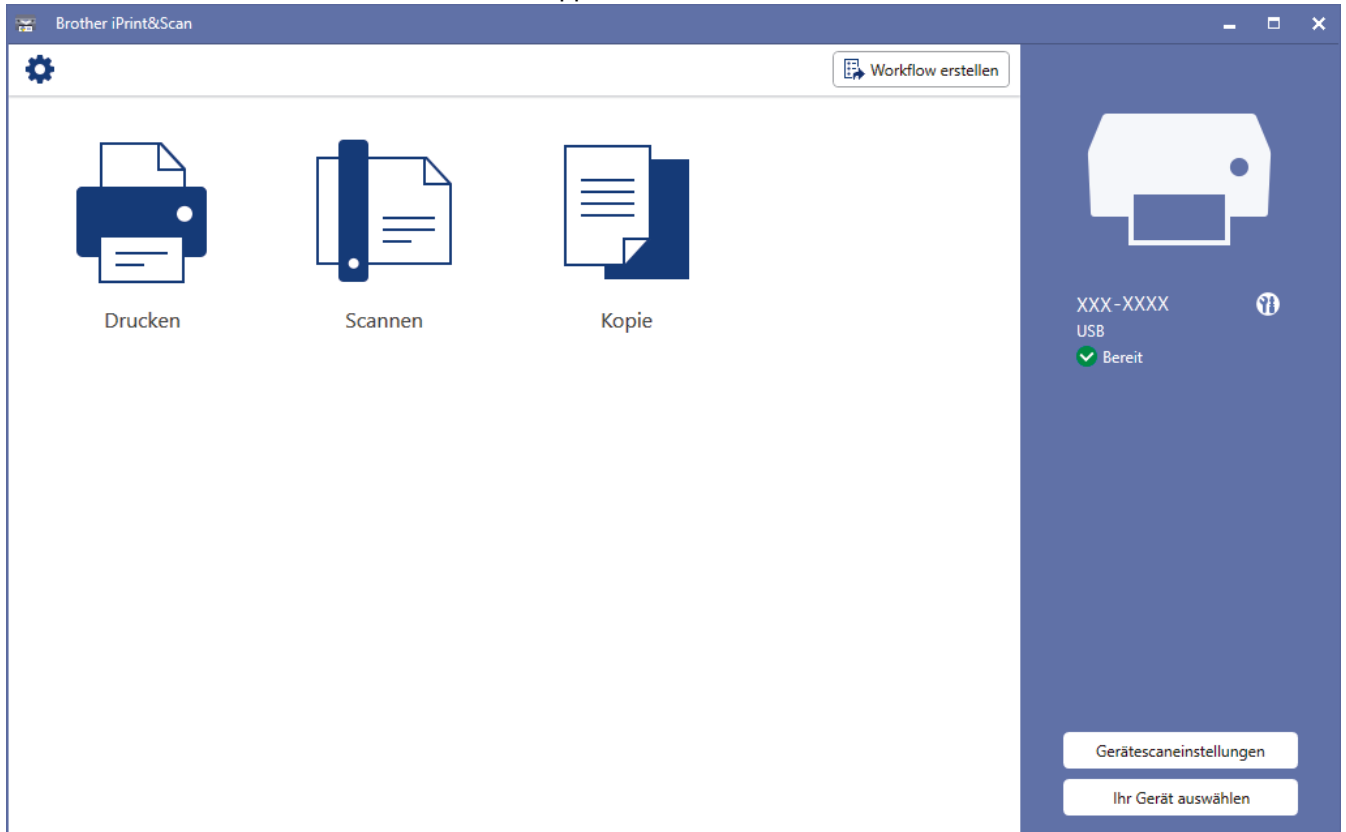 Brother iPrint&Scan
Workflow erstellen
Drucken
Scannen
Kopie
XXX-XXXX
USB
Bereit
Gerätescaneinstellungen
Ihr Gerät auswählen